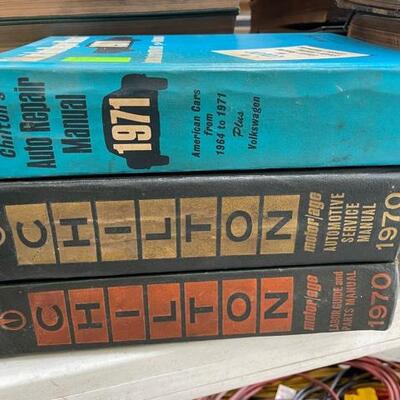 Chilton's
Auto Repair
Manual
1971
American Cars
from
1964 to 1971
Plus
Volkswagen
CHILTON
motor/age
AUTOMOTIVE
SERVICE
MANUAL
1970
CHILTON
motor/age
LABOR GUIDE and
PARTS MANUAL
1970